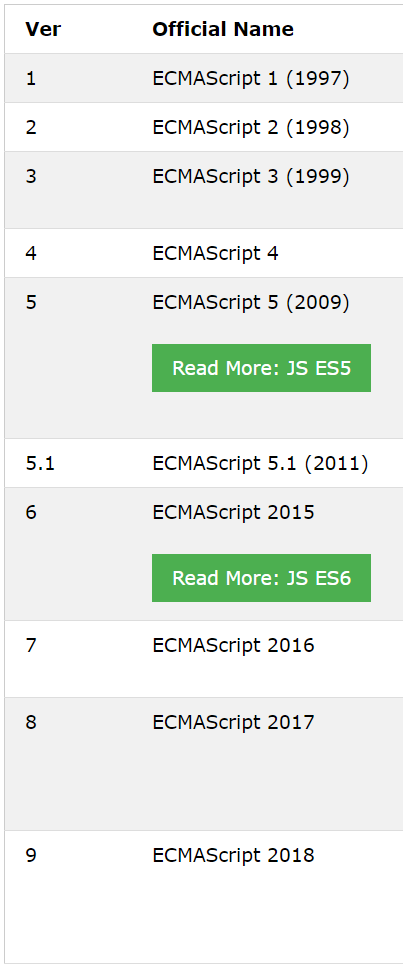 Ver Official Name
1 ECMAScript 1 (1997)
2 ECMAScript 2 (1998)
3 ECMAScript 3 (1999)
4 ECMAScript 4
5 ECMAScript 5 (2009)
Read More: JS ES5
5.1 ECMAScript 5.1 (2011)
6 ECMAScript 2015
Read More: JS ES6
7 ECMAScript 2016
8 ECMAScript 2017
9 ECMAScript 2018